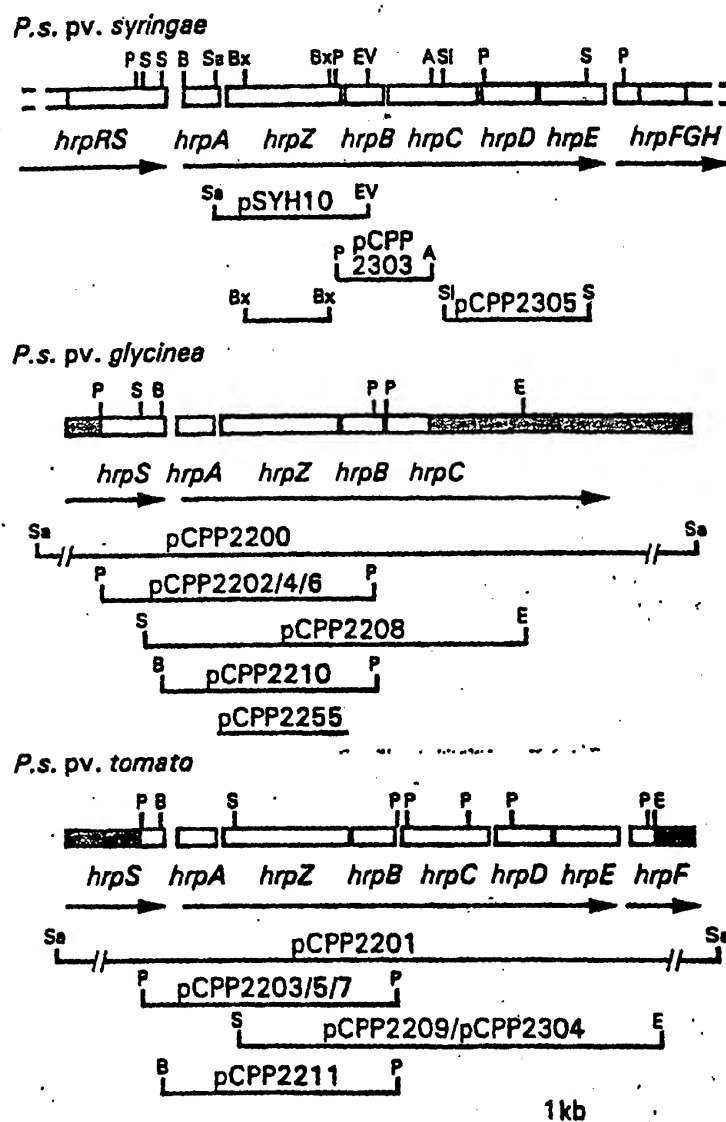 P.s. pv. syringae
P S S B Sa Bx Bx P EV A Sl P S P
hrpRS hrpA hrpZ hrpB hrpC hrpD hrpE hrpFGH
Sa pSYH10 EV
P pCPP 2303 A
Bx Bx Sl pCPP2305 S
P.s. pv. glycinea
P S B P P E
hrpS hrpA hrpZ hrpB hrpC
Sa pCPP2200 Sa
P pCPP2202/4/6 P
S pCPP2208 E
B pCPP2210 P
pCPP2255
P.s. pv. tomato
P B S P P P P P E
hrpS hrpA hrpZ hrpB hrpC hrpD hrpE hrpF
Sa pCPP2201 Sa
P pCPP2203/5/7 P
S pCPP2209/pCPP2304 E
B pCPP2211 P
1kb